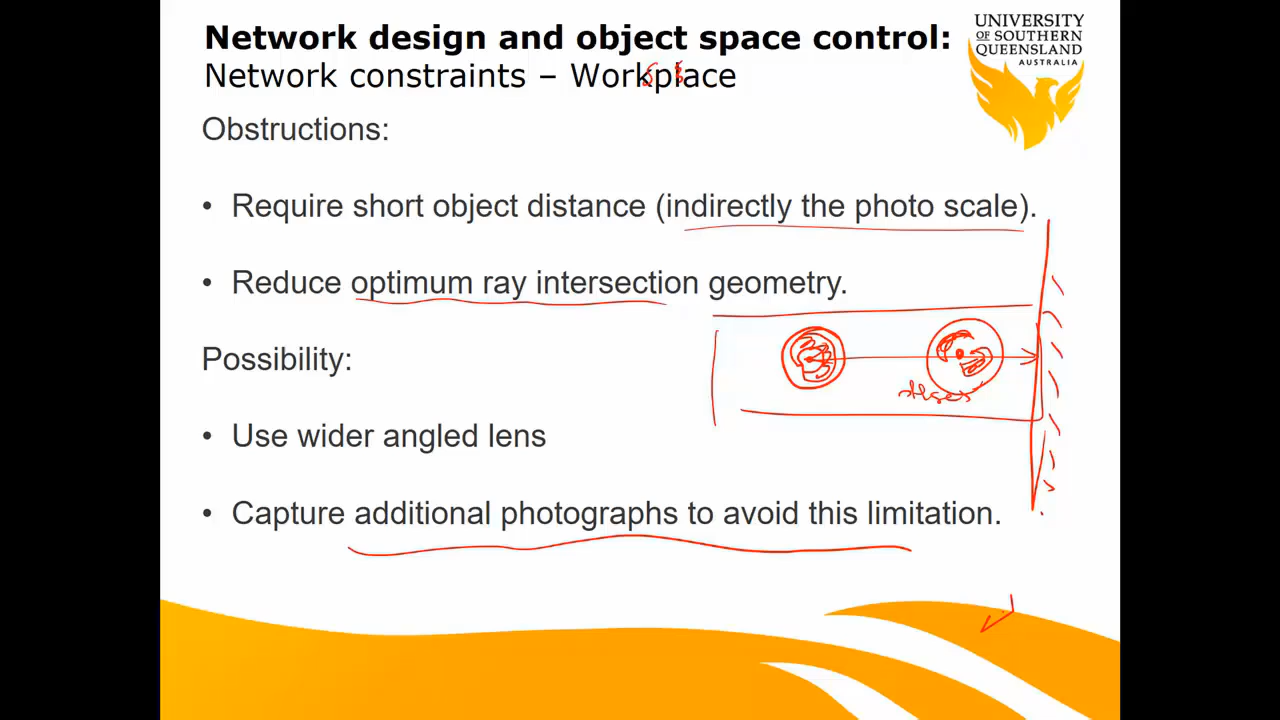 Network design and object space control:
Network constraints – Workplace
UNIVERSITY
OF SOUTHERN
QUEENSLAND
AUSTRALIA
Obstructions:
• Require short object distance (indirectly the photo scale).
• Reduce optimum ray intersection geometry.
Possibility:
• Use wider angled lens
• Capture additional photographs to avoid this limitation.